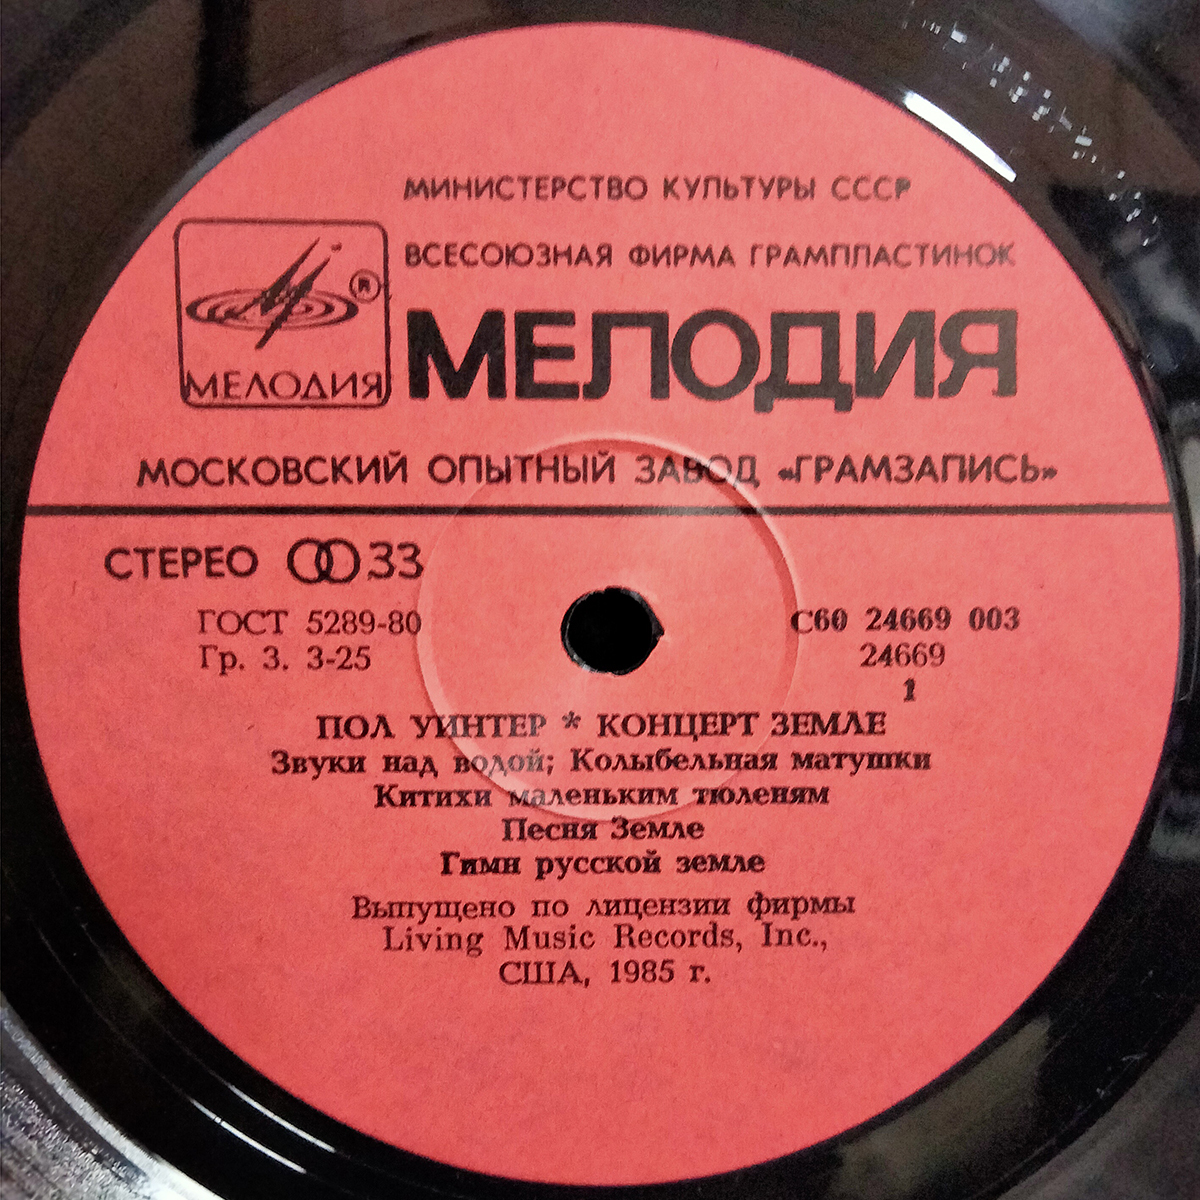 МИНИСТЕРСТВО КУЛЬТУРЫ СССР
ВСЕСОЮЗНАЯ ФИРМА ГРАМПЛАСТИНОК
®
МЕЛОДИЯ
МЕЛОДИЯ
МОСКОВСКИЙ ОПЫТНЫЙ ЗАВОД «ГРАМЗАПИСЬ»
СТЕРЕО 33
ГОСТ 5289-80
Гр. 3. 3-25
С60 24669 003
24669
1
ПОЛ УИНТЕР * КОНЦЕРТ ЗЕМЛЕ
Звуки над водой; Колыбельная матушки
Китихи маленьким тюленям
Песня Земле
Гимн русской земле
Выпущено по лицензии фирмы
Living Music Records, Inc.,
США, 1985 г.